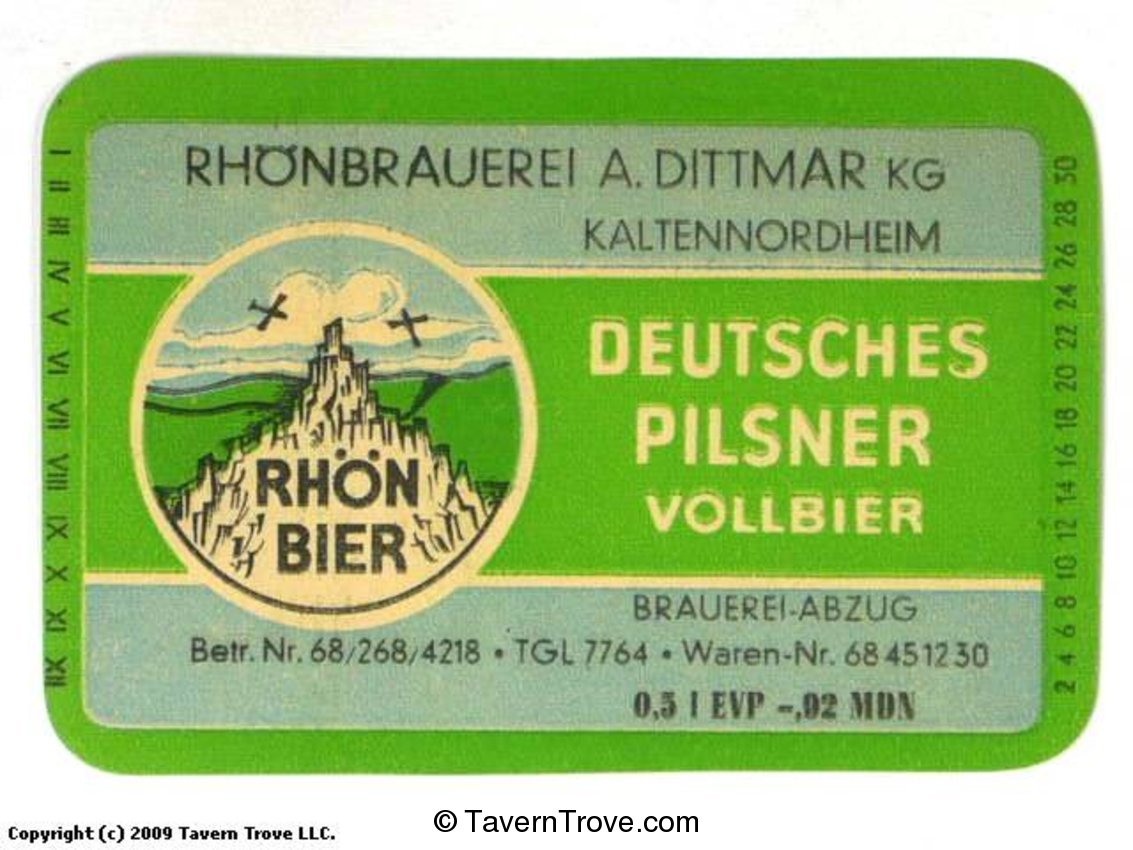 RHÖNBRAUEREI A. DITTMAR KG
KALTENNORDHEIM
RHÖN
BIER
DEUTSCHES
PILSNER
VOLLBIER
BRAUEREI-ABZUG
Betr. Nr. 68/268/4218 • TGL 7764 • Waren-Nr. 68 451230
0,5 l EVP -,92 MDN
I II III IV V VI VII VIII IX X XI XII
2 4 6 8 10 12 14 16 18 20 22 24 26 28 30
Copyright (c) 2009 Tavern Trove LLC.
© TavernTrove.com